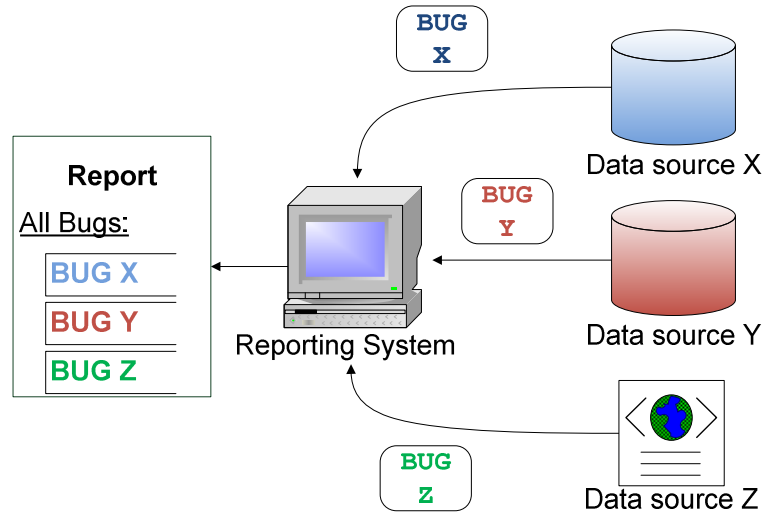 BUG
X
Data source X
Report
All Bugs:
BUG X
BUG Y
BUG Z
BUG
Y
Reporting System
Data source Y
BUG
Z
Data source Z